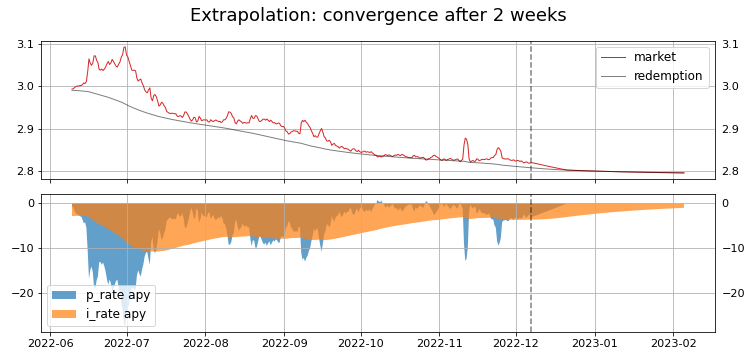 Extrapolation: convergence after 2 weeks
3.1
3.0
2.9
2.8
3.1
3.0
2.9
2.8
market
redemption
0
−10
−20
0
−10
−20
p_rate apy
i_rate apy
2022-06 2022-07 2022-08 2022-09 2022-10 2022-11 2022-12 2023-01 2023-02